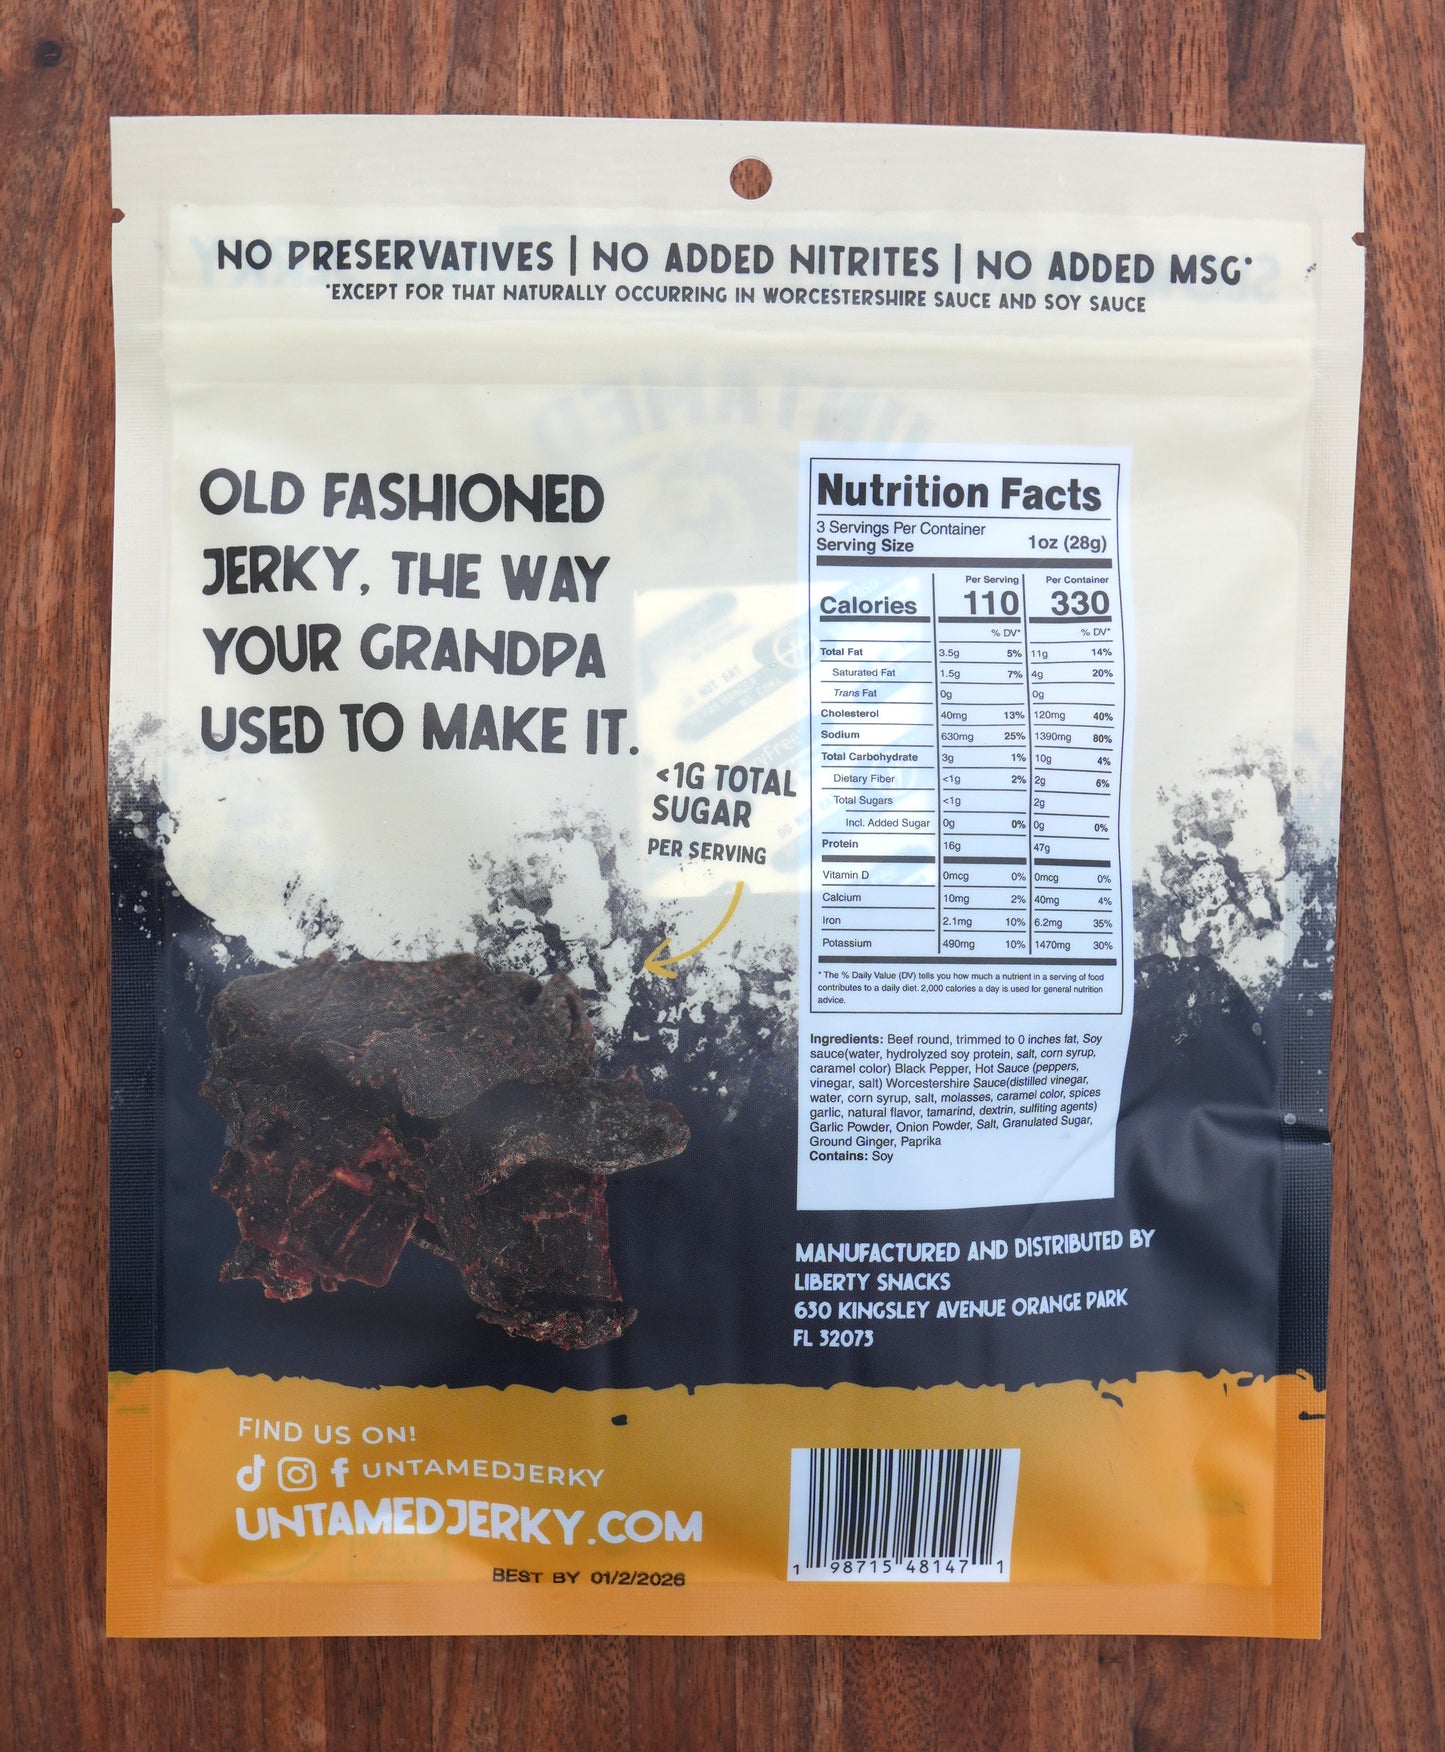 NO PRESERVATIVES | NO ADDED NITRITES | NO ADDED MSG*
*EXCEPT FOR THAT NATURALLY OCCURRING IN WORCESTERSHIRE SAUCE AND SOY SAUCE
OLD FASHIONED
JERKY, THE WAY
YOUR GRANDPA
USED TO MAKE IT.
<1G TOTAL
SUGAR
PER SERVING
Nutrition Facts
3 Servings Per Container
Serving Size 1oz (28g)
Per Serving Per Container
Calories 110 330
% DV* % DV*
Total Fat 3.5g 5% 11g 14%
Saturated Fat 1.5g 7% 4g 20%
Trans Fat 0g 0g
Cholesterol 40mg 13% 120mg 40%
Sodium 630mg 25% 1390mg 80%
Total Carbohydrate 3g 1% 10g 4%
Dietary Fiber <1g 2% 2g 6%
Total Sugars <1g 2g
Incl. Added Sugar 0g 0% 0g 0%
Protein 16g 47g
Vitamin D 0mcg 0% 0mcg 0%
Calcium 10mg 2% 40mg 4%
Iron 2.1mg 10% 6.2mg 35%
Potassium 490mg 10% 1470mg 30%
* The % Daily Value (DV) tells you how much a nutrient in a serving of food
contributes to a daily diet. 2,000 calories a day is used for general nutrition
advice.
Ingredients: Beef round, trimmed to 0 inches fat, Soy
sauce(water, hydrolyzed soy protein, salt, corn syrup,
caramel color) Black Pepper, Hot Sauce (peppers,
vinegar, salt) Worcestershire Sauce(distilled vinegar,
water, corn syrup, salt, molasses, caramel color, spices
garlic, natural flavor, tamarind, dextrin, sulfiting agents)
Garlic Powder, Onion Powder, Salt, Granulated Sugar,
Ground Ginger, Paprika
Contains: Soy
MANUFACTURED AND DISTRIBUTED BY
LIBERTY SNACKS
630 KINGSLEY AVENUE ORANGE PARK
FL 32073
FIND US ON!
UNTAMEDJERKY
UNTAMEDJERKY.COM
BEST BY 01/2/2026
1 98715 48147 1